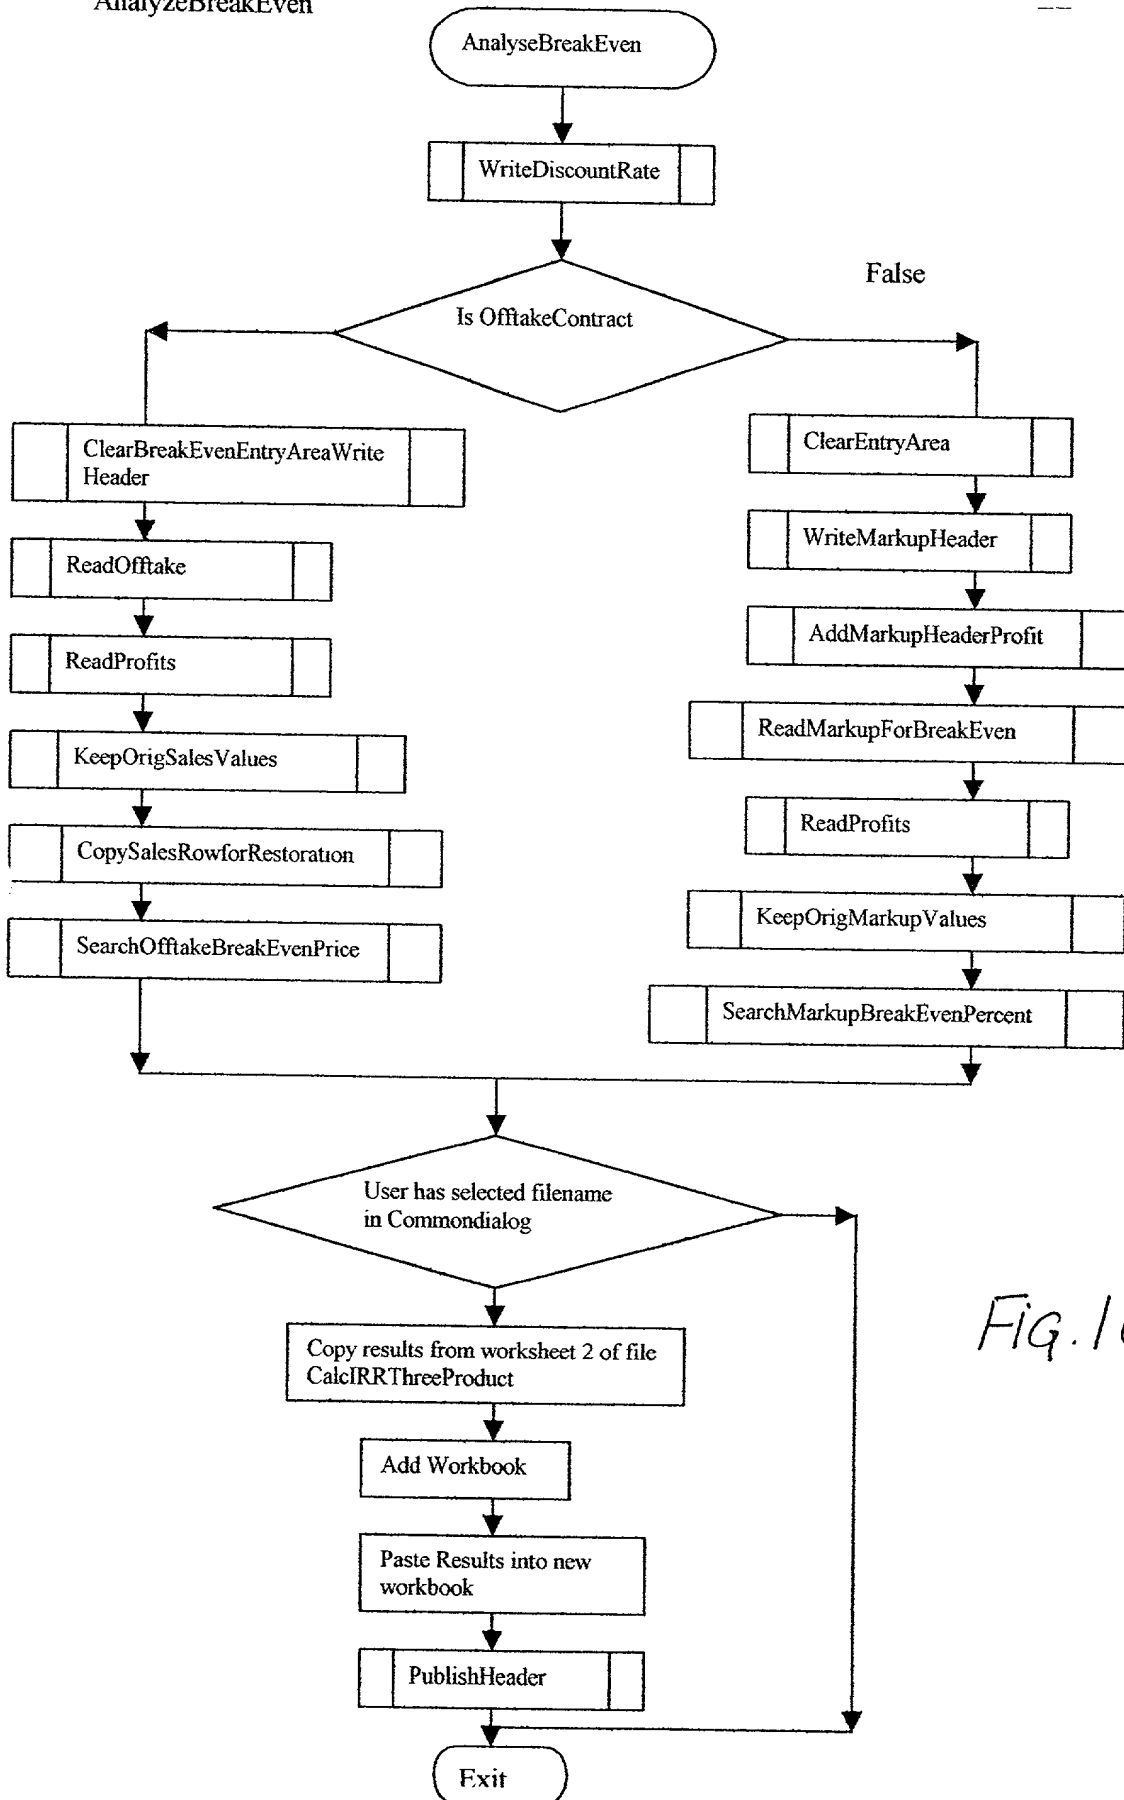 AnalyzeBreakEven
AnalyseBreakEven
WriteDiscountRate
False
Is OfftakeContract
ClearBreakEvenEntryAreaWrite
Header
ReadOfftake
ReadProfits
KeepOrigSalesValues
CopySalesRowforRestoration
SearchOfftakeBreakEvenPrice
ClearEntryArea
WriteMarkupHeader
AddMarkupHeaderProfit
ReadMarkupForBreakEven
ReadProfits
KeepOrigMarkupValues
SearchMarkupBreakEvenPercent
User has selected filename
in Commondialog
Copy results from worksheet 2 of file
CalcIRRThreeProduct
Add Workbook
Paste Results into new
workbook
PublishHeader
Exit
FIG.